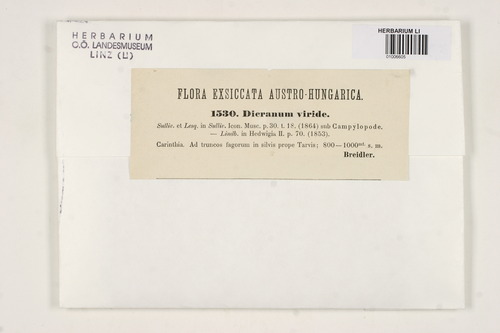 HERBARIUM
O.Ö. LANDESMUSEUM
LINZ (LI)
HERBARIUM LI
FLORA EXSICCATA AUSTRO-HUNGARICA.
1530. Dicranum viride.
Sulliv. et Lesq. in Sulliv. Icon. Musc. p. 30. t. 18. (1864) sub Campylopode.
— Lindb. in Hedwigia II. p. 70. (1853).
Carinthia. Ad truncos fagorum in silvis prope Tarvis; 800—1000 mt. s. m.
Breidler.